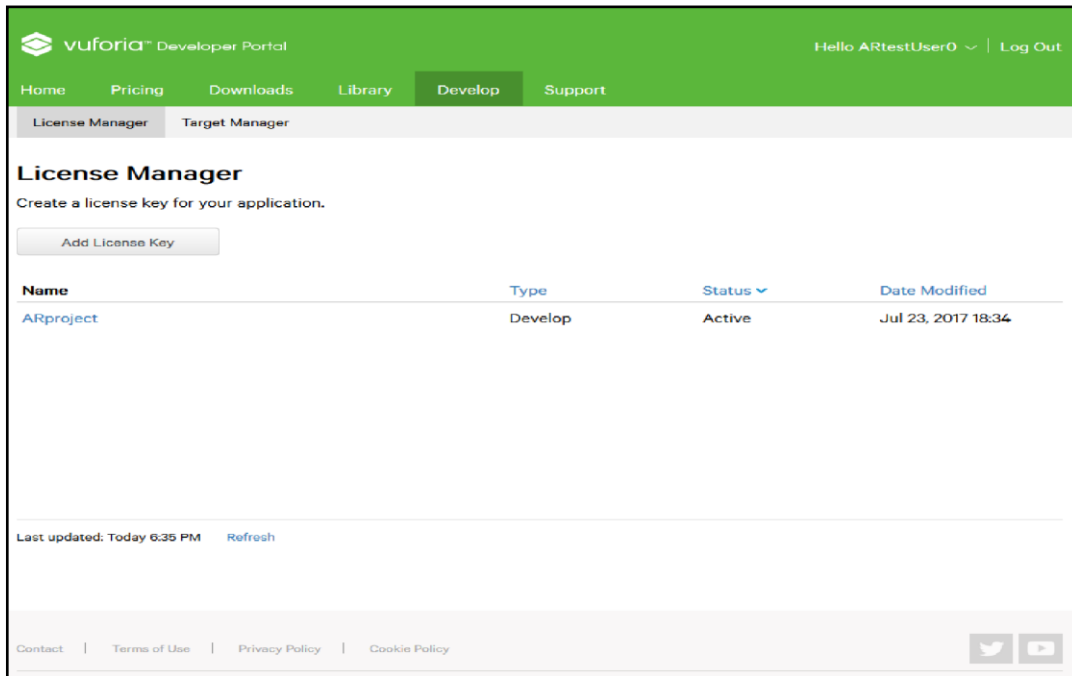 vuforia™ Developer Portal
Hello ARtestUser0 | Log Out
Home Pricing Downloads Library Develop Support
License Manager Target Manager
License Manager
Create a license key for your application.
Add License Key
Name Type Status Date Modified
ARproject Develop Active Jul 23, 2017 18:34
Last updated: Today 6:35 PM Refresh
Contact | Terms of Use | Privacy Policy | Cookie Policy